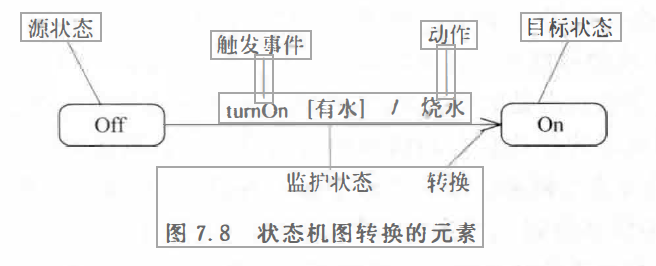 源状态
触发事件
动作
目标状态
turnOn [有水] / 烧水
Off
On
监护状态 转换
图 7.8 状态机图转换的元素